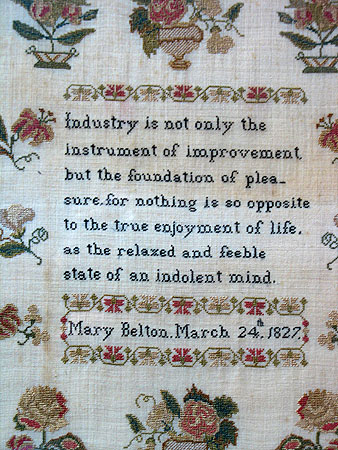 Industry is not only the
instrument of improvement,
but the foundation of plea-
sure, for nothing is so opposite
to the true enjoyment of life,
as the relaxed and feeble
state of an indolent mind.
Mary Belton. March 24th. 1827.